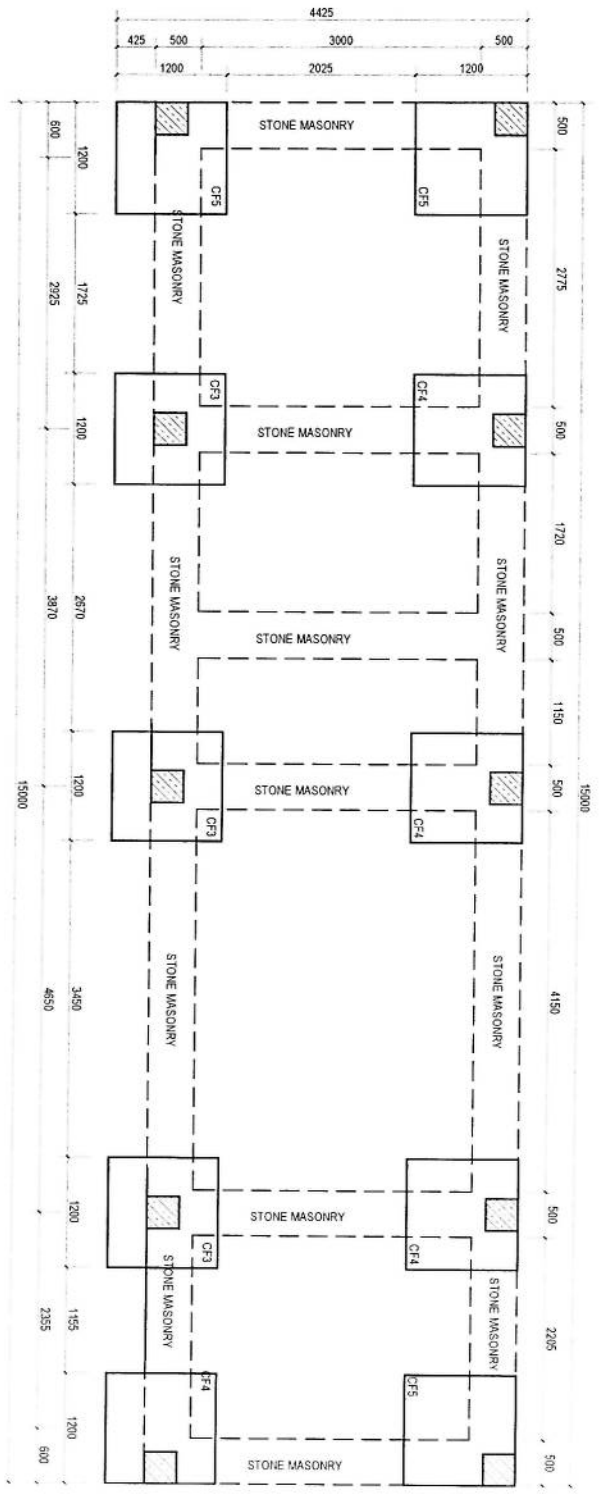 4425
425 500 3000 500
1200 2025 1200
STONE MASONRY
CF5
CF5
600
1200
500
STONE MASONRY
STONE MASONRY
2925
1725
2775
CF3
CF4
1200
STONE MASONRY
500
1720
STONE MASONRY
STONE MASONRY
3870
2670
STONE MASONRY
500
1150
15000
1200
STONE MASONRY
500
15000
CF3
CF4
STONE MASONRY
STONE MASONRY
4650
3450
4150
1200
STONE MASONRY
500
CF3
CF4
STONE MASONRY
STONE MASONRY
2355
1155
2205
CF4
CF5
1200
600
STONE MASONRY
500